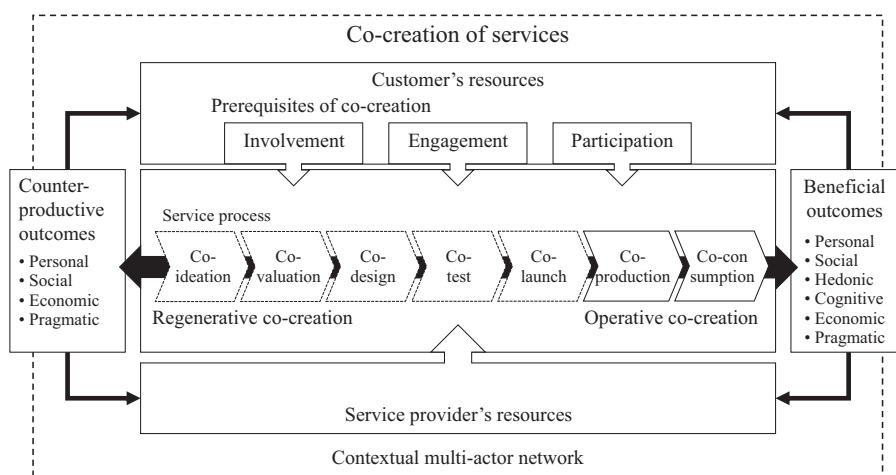 Co-creation of services
Customer's resources
Prerequisites of co-creation
Involvement
Engagement
Participation
Counter-
productive
outcomes
• Personal
• Social
• Economic
• Pragmatic
Service process
Co-
ideation
Co-
valuation
Co-
design
Co-
test
Co-
launch
Co-
production
Co-con
sumption
Regenerative co-creation
Operative co-creation
Beneficial
outcomes
• Personal
• Social
• Hedonic
• Cognitive
• Economic
• Pragmatic
Service provider's resources
Contextual multi-actor network